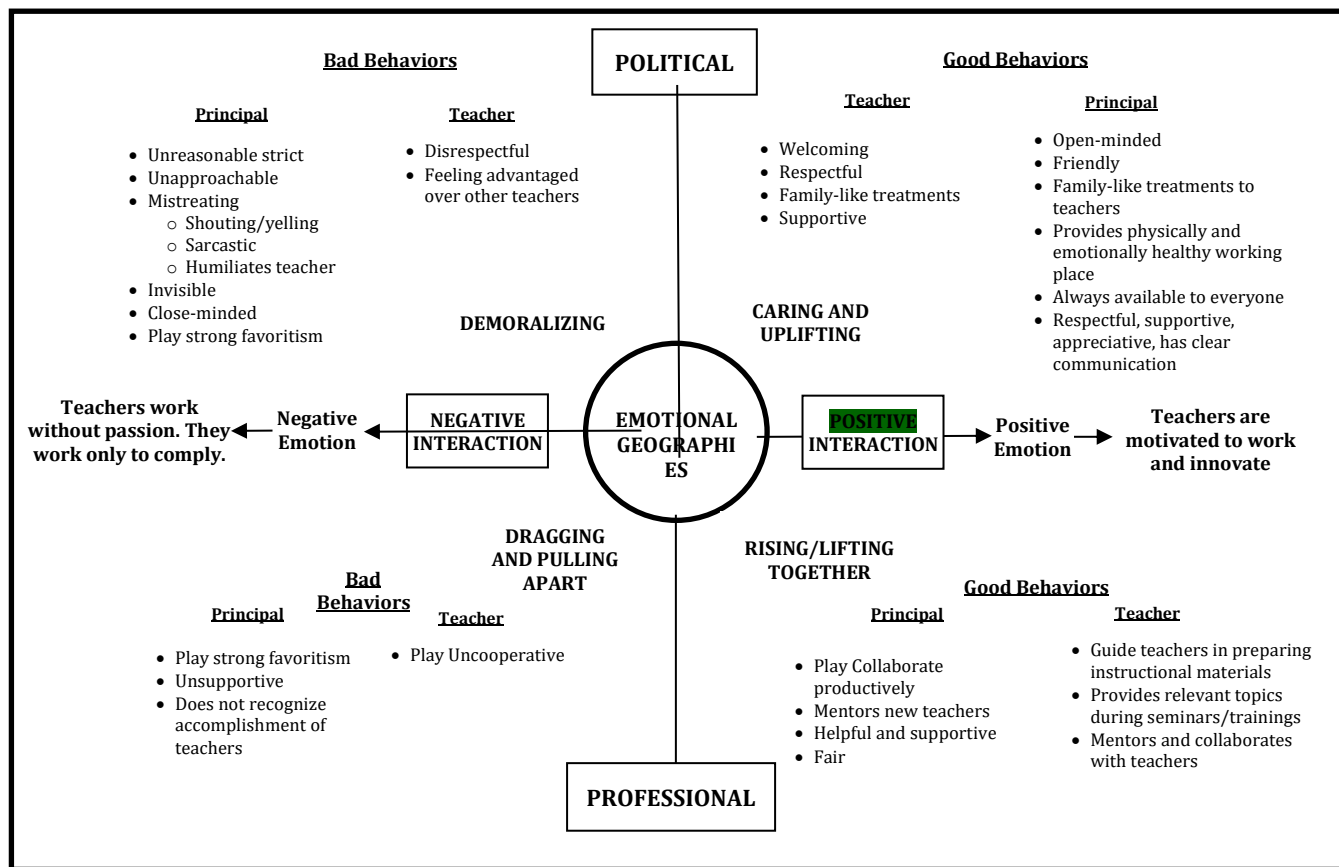 POLITICAL
Bad Behaviors
Principal
• Unreasonable strict
• Unapproachable
• Mistreating
o Shouting/yelling
o Sarcastic
o Humiliates teacher
• Invisible
• Close-minded
• Play strong favoritism
Teacher
• Disrespectful
• Feeling advantaged
over other teachers
DEMORALIZING
Good Behaviors
Teacher
• Welcoming
• Respectful
• Family-like treatments
• Supportive
Principal
• Open-minded
• Friendly
• Family-like treatments to
teachers
• Provides physically and
emotionally healthy working
place
• Always available to everyone
• Respectful, supportive,
appreciative, has clear
communication
CARING AND
UPLIFTING
Teachers work
without passion. They
work only to comply.
Negative
Emotion
NEGATIVE
INTERACTION
EMOTIONAL
GEOGRAPHI
ES
POSITIVE
INTERACTION
Positive
Emotion
Teachers are
motivated to work
and innovate
DRAGGING
AND PULLING
APART
Bad
Behaviors
Principal
• Play strong favoritism
• Unsupportive
• Does not recognize
accomplishment of
teachers
Teacher
• Play Uncooperative
RISING/LIFTING
TOGETHER
Good Behaviors
Principal
• Play Collaborate
productively
• Mentors new teachers
• Helpful and supportive
• Fair
Teacher
• Guide teachers in preparing
instructional materials
• Provides relevant topics
during seminars/trainings
• Mentors and collaborates
with teachers
PROFESSIONAL